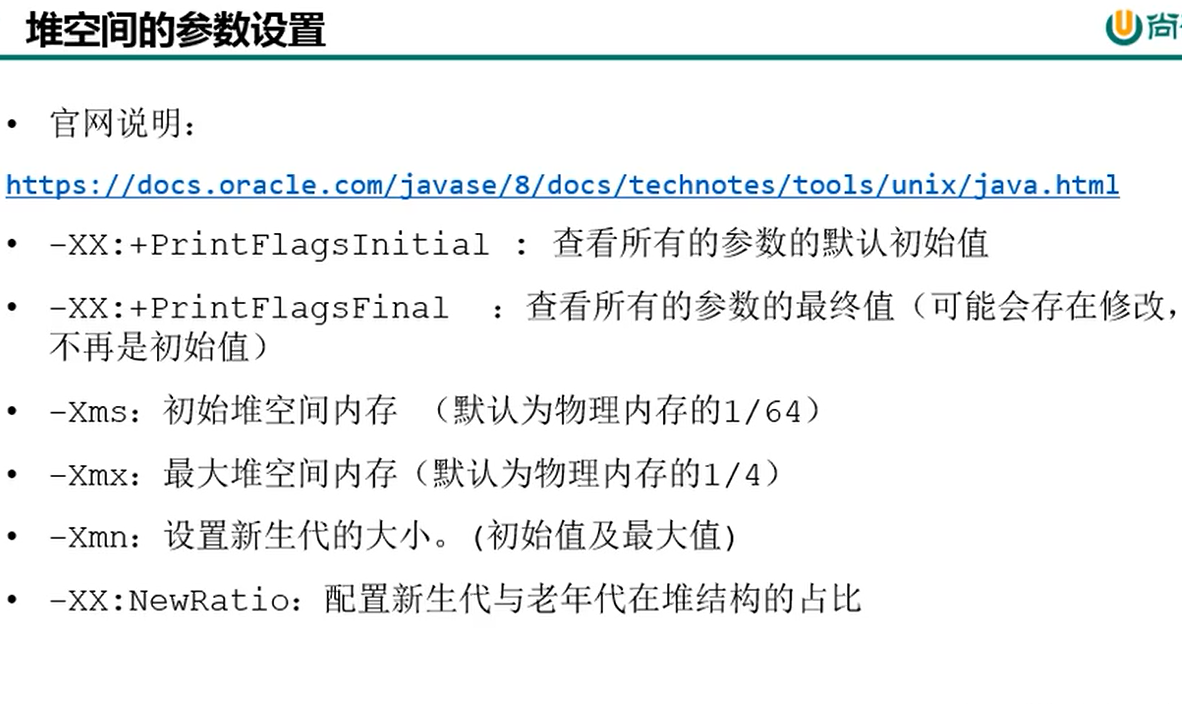 堆空间的参数设置
尚
• 官网说明：
https://docs.oracle.com/javase/8/docs/technotes/tools/unix/java.html
• -XX:+PrintFlagsInitial : 查看所有的参数的默认初始值
• -XX:+PrintFlagsFinal ：查看所有的参数的最终值（可能会存在修改，
不再是初始值）
• -Xms：初始堆空间内存 （默认为物理内存的1/64）
• -Xmx：最大堆空间内存（默认为物理内存的1/4）
• -Xmn：设置新生代的大小。(初始值及最大值)
• -XX:NewRatio：配置新生代与老年代在堆结构的占比